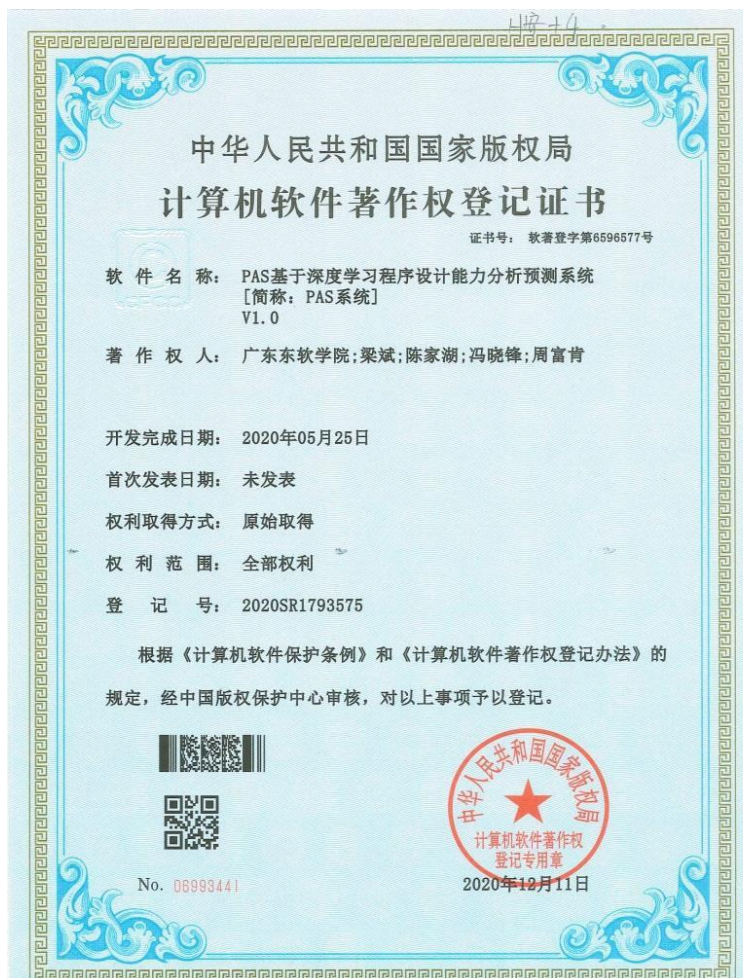 中华人民共和国国家版权局
计算机软件著作权登记证书
证书号: 软著登字第6596577号
软件名称: PAS基于深度学习程序设计能力分析预测系统
[简称: PAS系统]
V1.0
著作权人: 广东东软学院;梁斌;陈家湖;冯晓锋;周富肯
开发完成日期: 2020年05月25日
首次发表日期: 未发表
权利取得方式: 原始取得
权利范围: 全部权利
登记号: 2020SR1793575
根据《计算机软件保护条例》和《计算机软件著作权登记办法》的
规定，经中国版权保护中心审核，对以上事项予以登记。
中华人民共和国国家版权局
计算机软件著作权
登记专用章
No. 06993441
2020年12月11日